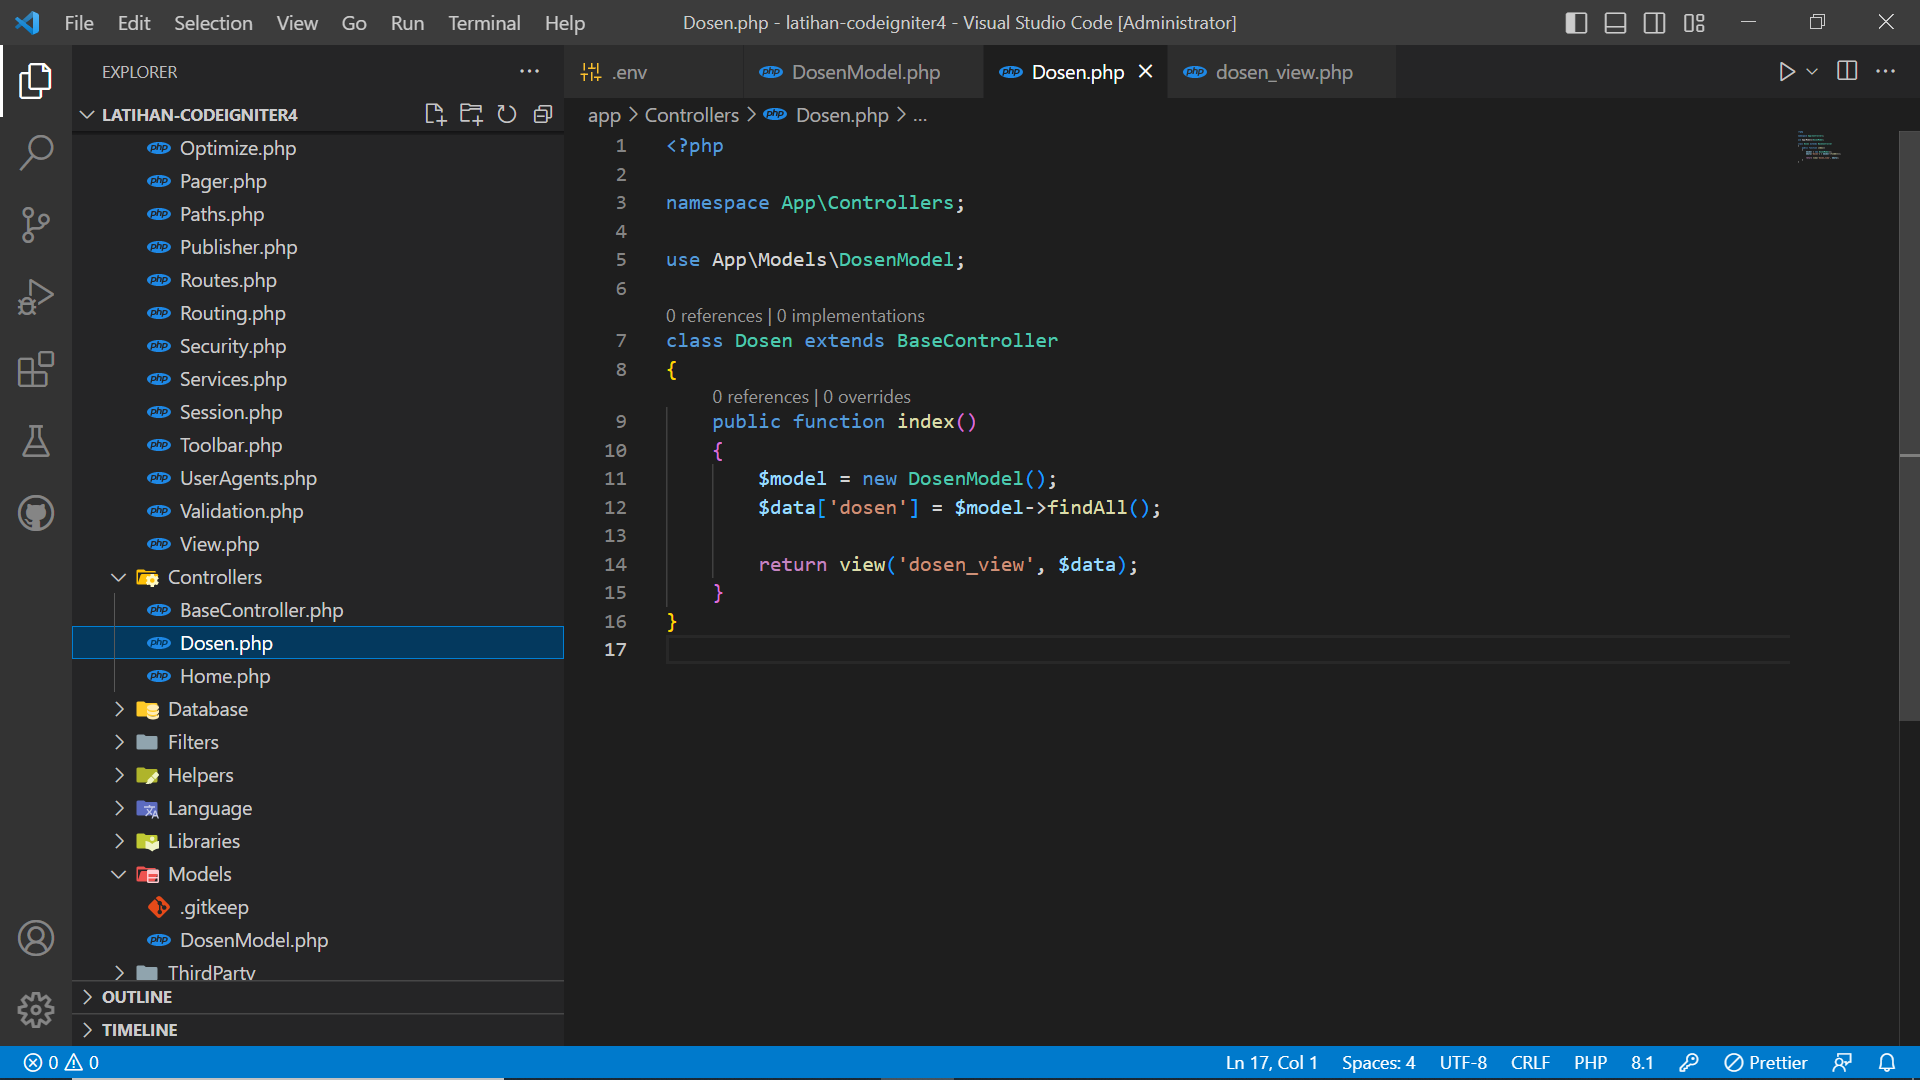 File Edit Selection View Go Run Terminal Help
Dosen.php - latihan-codeigniter4 - Visual Studio Code [Administrator]
EXPLORER
LATIHAN-CODEIGNITER4
Optimize.php
Pager.php
Paths.php
Publisher.php
Routes.php
Routing.php
Security.php
Services.php
Session.php
Toolbar.php
UserAgents.php
Validation.php
View.php
Controllers
BaseController.php
Dosen.php
Home.php
Database
Filters
Helpers
Language
Libraries
Models
.gitkeep
DosenModel.php
ThirdParty
OUTLINE
TIMELINE
.env DosenModel.php Dosen.php dosen_view.php
app > Controllers > Dosen.php > ...
1 <?php
2
3 namespace App\Controllers;
4
5 use App\Models\DosenModel;
6
0 references | 0 implementations
7 class Dosen extends BaseController
8 {
0 references | 0 overrides
9 public function index()
10 {
11 $model = new DosenModel();
12 $data['dosen'] = $model->findAll();
13
14 return view('dosen_view', $data);
15 }
16 }
17
0 0 Ln 17, Col 1 Spaces: 4 UTF-8 CRLF PHP 8.1 Prettier